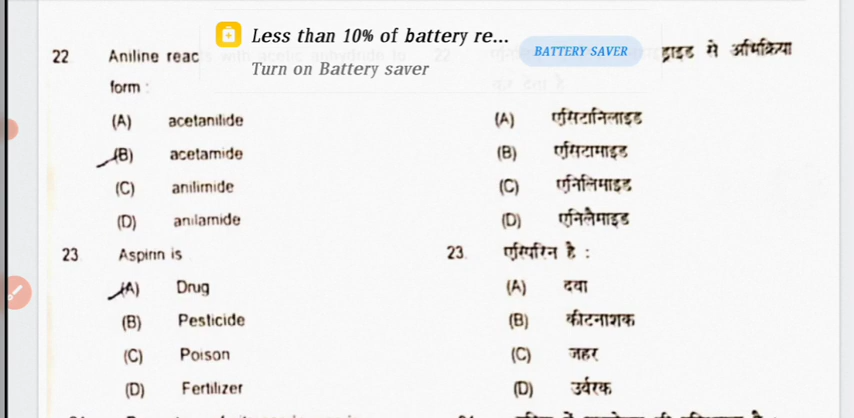 Less than 10% of battery re...
BATTERY SAVER
Turn on Battery saver
22 Aniline reac
form :
(A) acetanilide
(B) acetamide
(C) anilimide
(D) anilamide
23 Aspirin is
(A) Drug
(B) Pesticide
(C) Poison
(D) Fertilizer
ड्राइड से अभिक्रिया
(A) एसिटानिलाइड
(B) एसिटामाइड
(C) एनिलिमाइड
(D) एनिलैमाइड
23. एस्पिरिन है :
(A) दवा
(B) कीटनाशक
(C) जहर
(D) उर्वरक